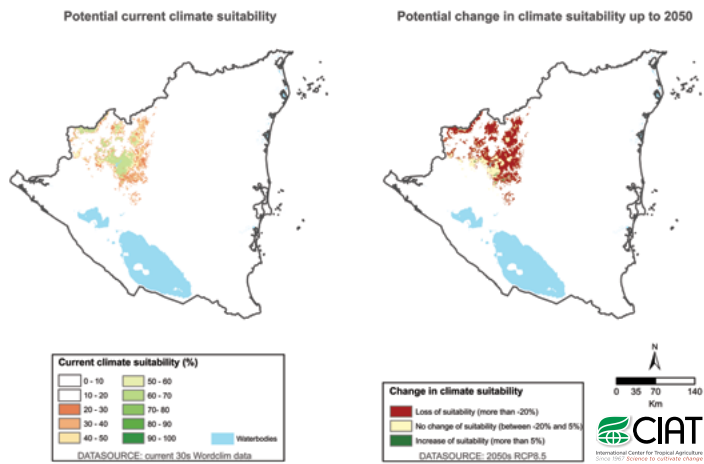 Potential current climate suitability
Potential change in climate suitability up to 2050
Current climate suitability (%)
0 - 10
10 - 20
20 - 30
30 - 40
40 - 50
50 - 60
60 - 70
70- 80
80 - 90
90 - 100
Waterbodies
DATASOURCE: current 30s Wordclim data
Change in climate suitability
Loss of suitability (more than -20%)
No change of suitability (between -20% and 5%)
Increase of suitability (more than 5%)
DATASOURCE: 2050s RCP8.5
N
0 35 70 140
Km
CIAT
International Center for Tropical Agriculture
Since 1967 Science to cultivate change